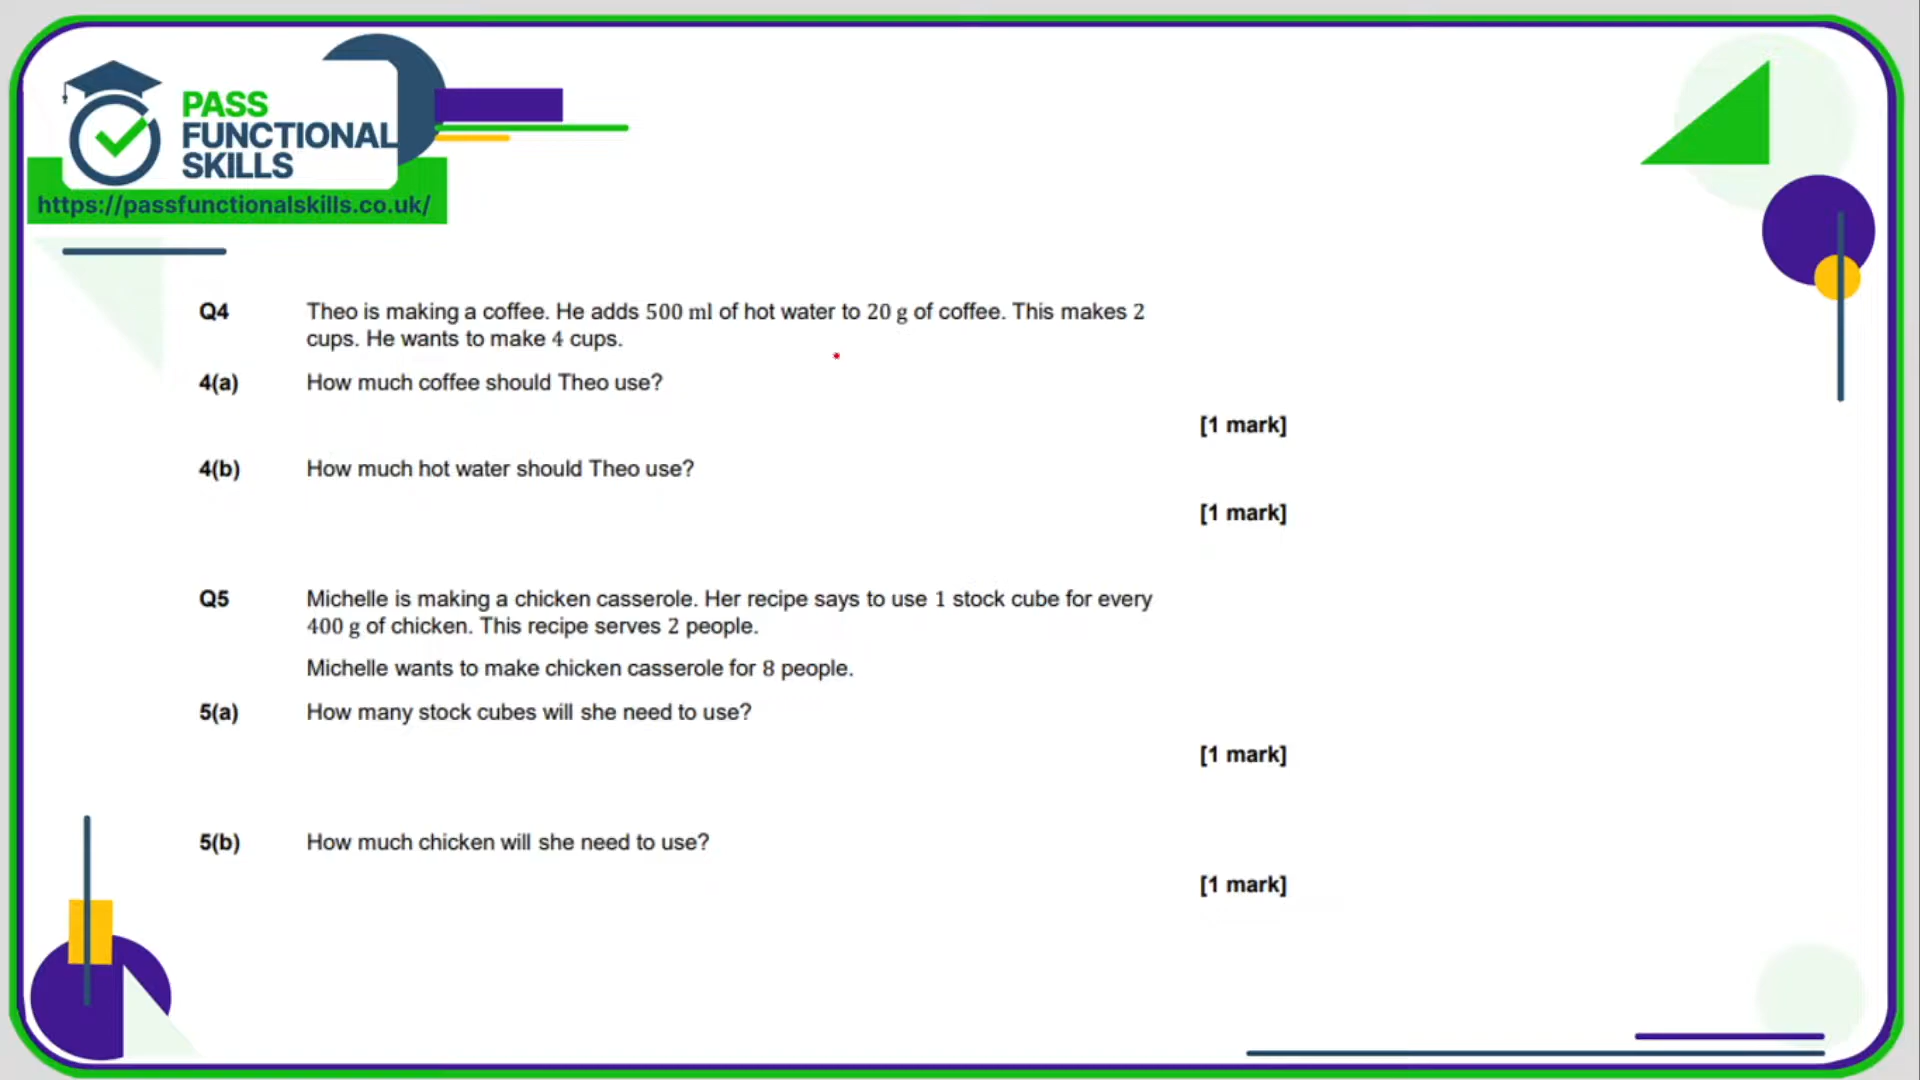 PASS
FUNCTIONAL
SKILLS
https://passfunctionalskills.co.uk/
Q4 Theo is making a coffee. He adds 500 ml of hot water to 20 g of coffee. This makes 2
cups. He wants to make 4 cups.
4(a) How much coffee should Theo use?
[1 mark]
4(b) How much hot water should Theo use?
[1 mark]
Q5 Michelle is making a chicken casserole. Her recipe says to use 1 stock cube for every
400 g of chicken. This recipe serves 2 people.
Michelle wants to make chicken casserole for 8 people.
5(a) How many stock cubes will she need to use?
[1 mark]
5(b) How much chicken will she need to use?
[1 mark]